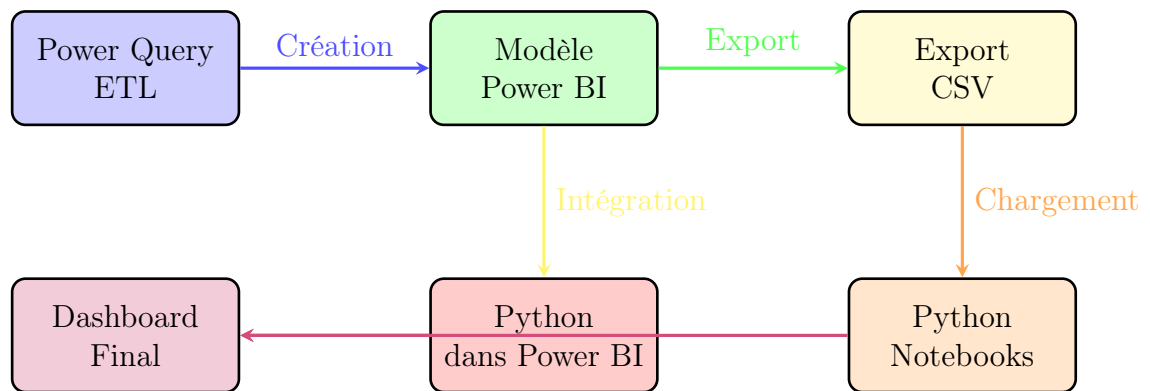 Power Query
ETL
Création
Modèle
Power BI
Export
Export
CSV
Intégration
Chargement
Dashboard
Final
Python
dans Power BI
Python
Notebooks